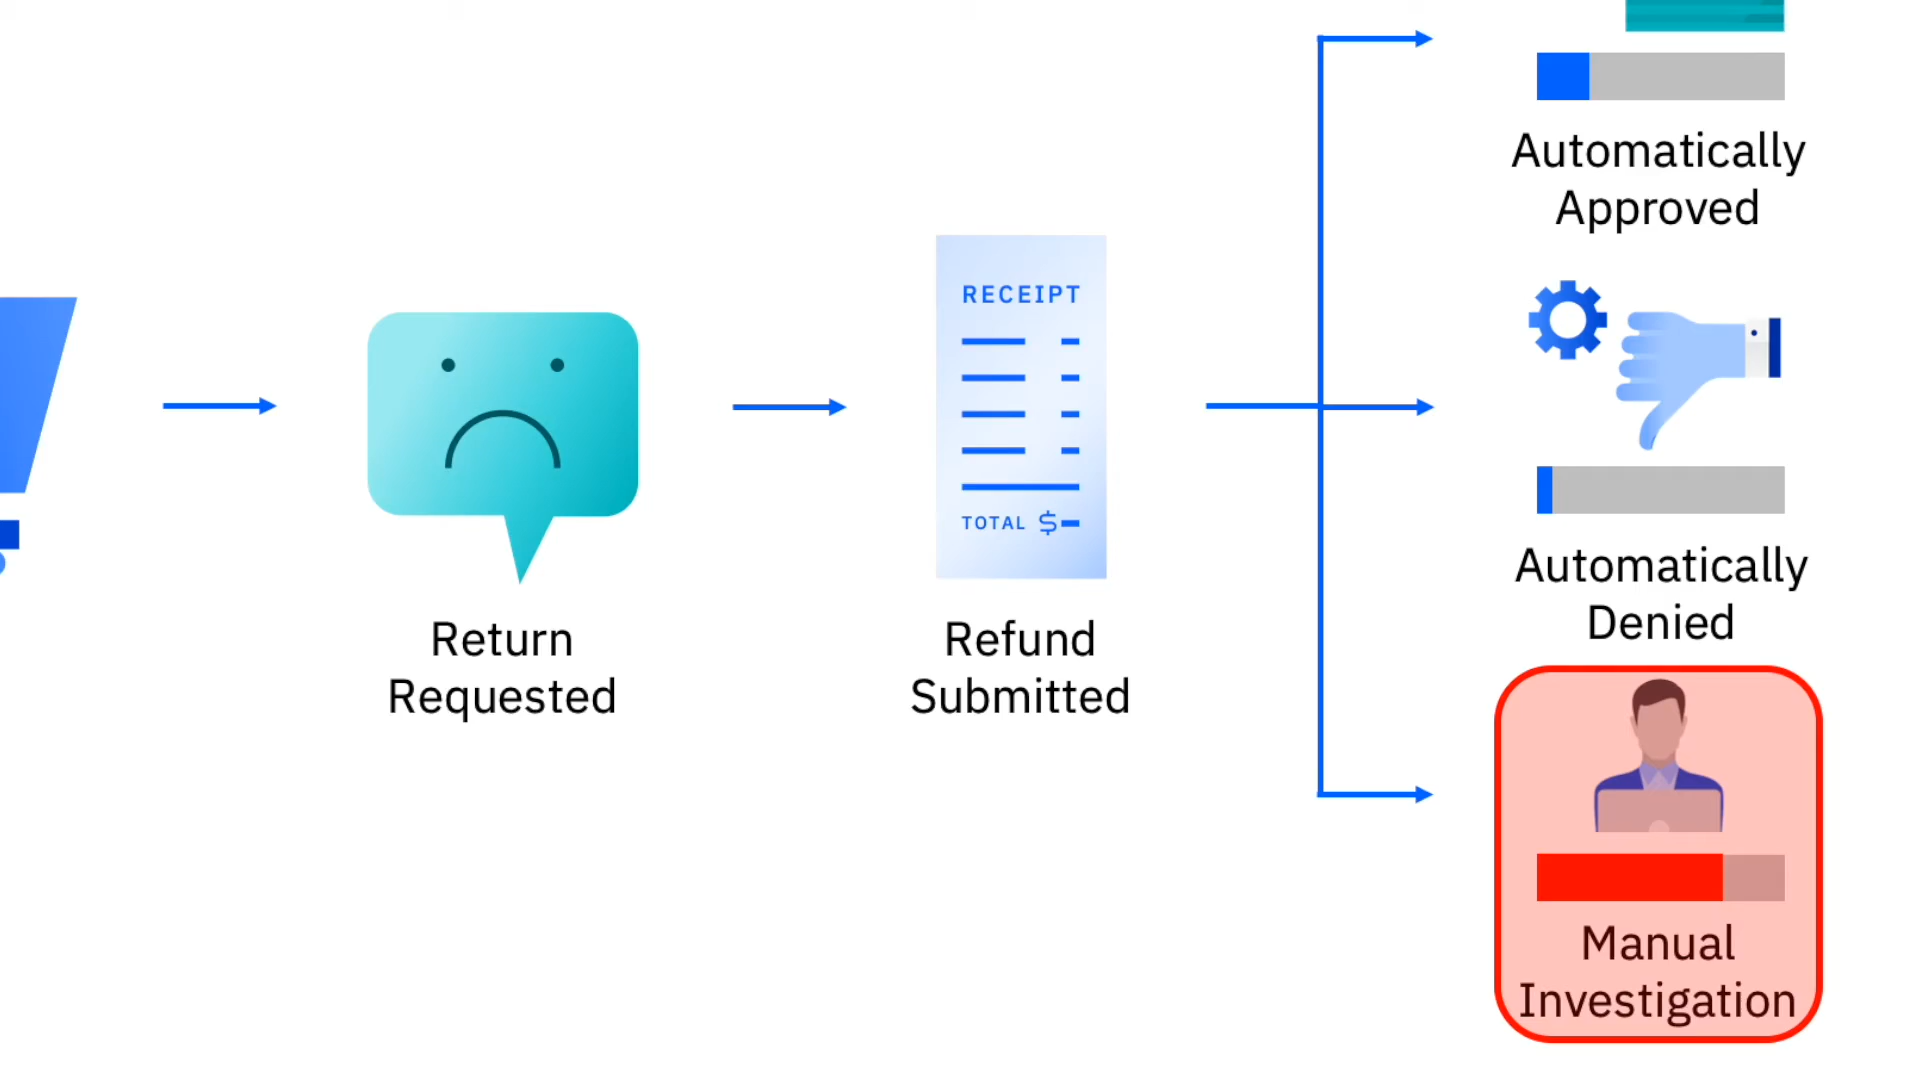 Automatically
Approved
RECEIPT
TOTAL $
Automatically
Denied
Return
Requested
Refund
Submitted
Manual
Investigation